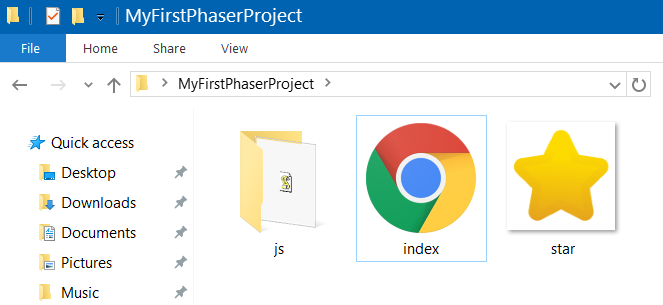 MyFirstPhaserProject
File Home Share View
MyFirstPhaserProject
Quick access
Desktop
Downloads
Documents
Pictures
Music
js index star